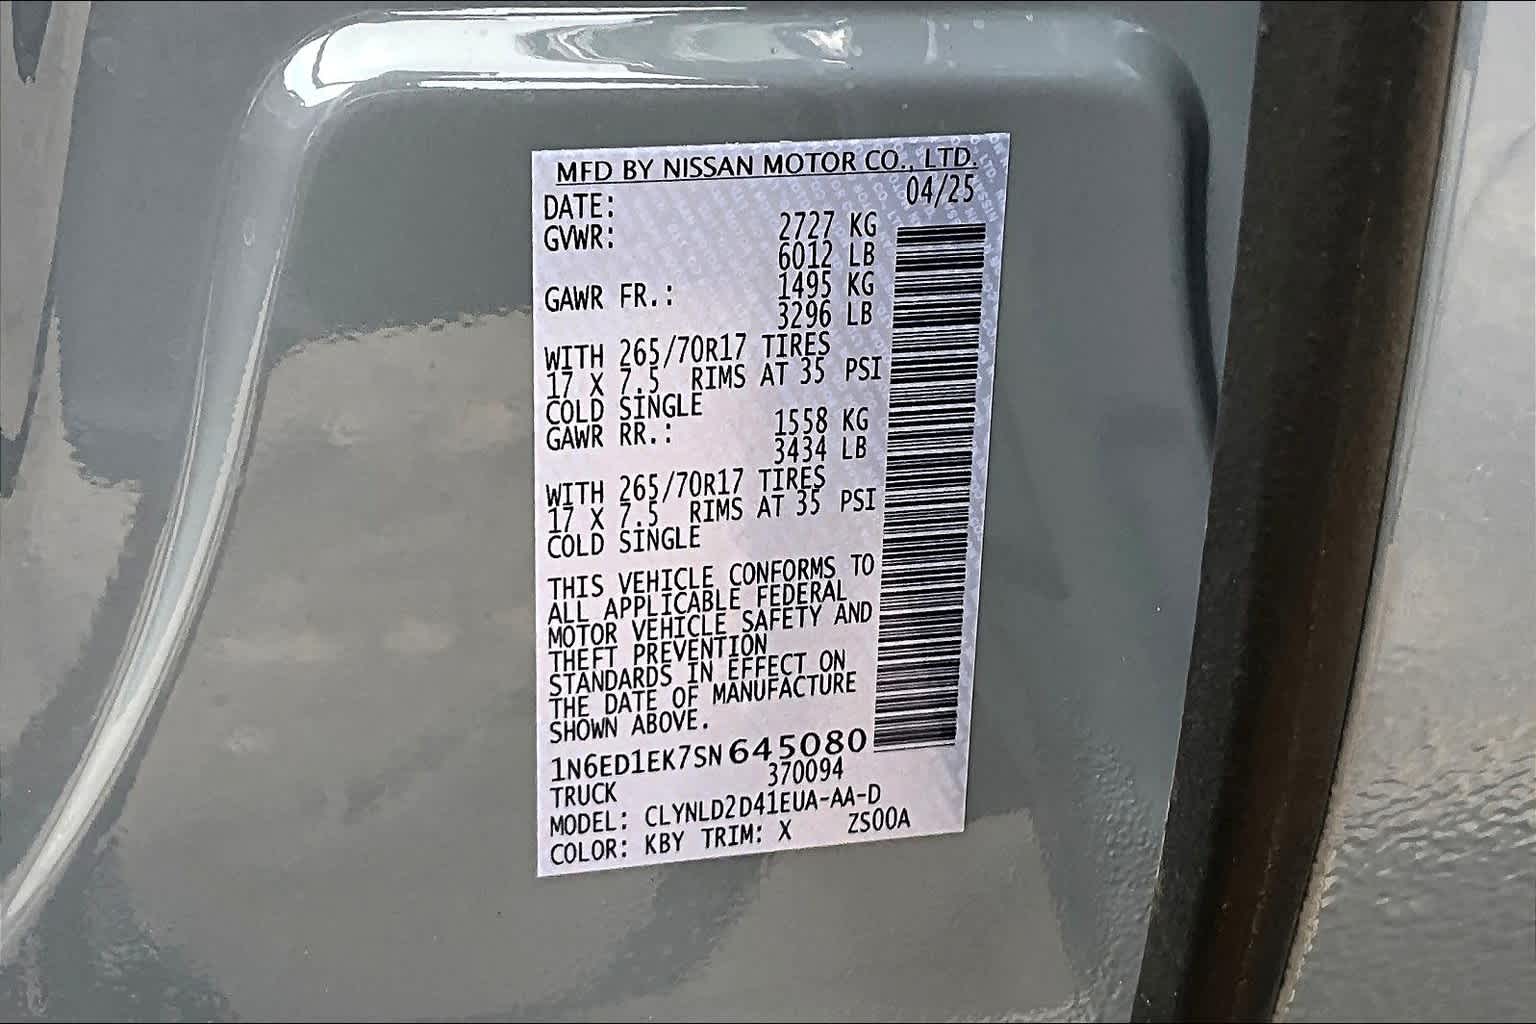 MFD BY NISSAN MOTOR CO., LTD.
DATE: 04/25
GVWR: 2727 KG
6012 LB
GAWR FR.: 1495 KG
3296 LB
WITH 265/70R17 TIRES
17 X 7.5 RIMS AT 35 PSI
COLD SINGLE
GAWR RR.: 1558 KG
3434 LB
WITH 265/70R17 TIRES
17 X 7.5 RIMS AT 35 PSI
COLD SINGLE
THIS VEHICLE CONFORMS TO
ALL APPLICABLE FEDERAL
MOTOR VEHICLE SAFETY AND
THEFT PREVENTION
STANDARDS IN EFFECT ON
THE DATE OF MANUFACTURE
SHOWN ABOVE.
1N6ED1EK7SN645080
TRUCK 370094
MODEL: CLYNLD2D41EUA-AA-D
COLOR: KBY TRIM: X ZS00A